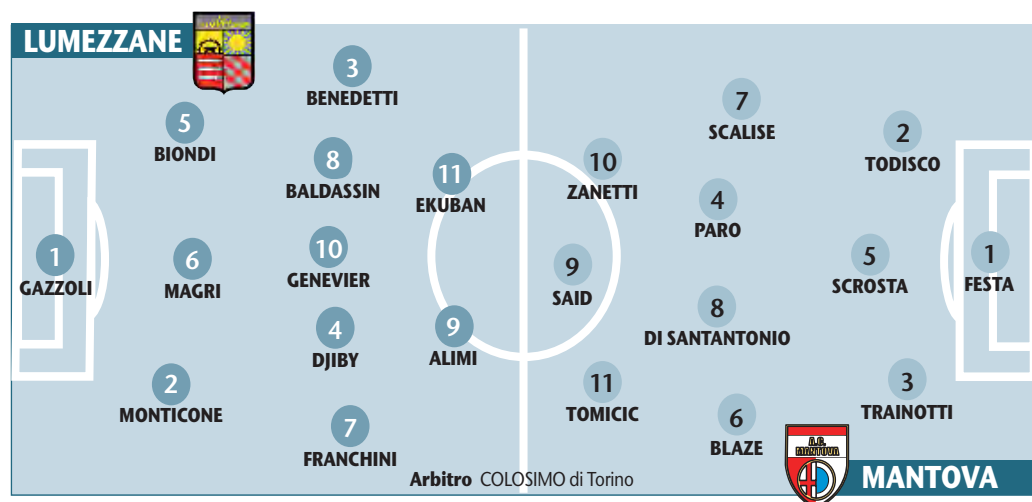 LUMEZZANE
1
GAZZOLI
5
BIONDI
6
MAGRI
2
MONTICONE
3
BENEDETTI
8
BALDASSIN
10
GENEVIER
4
DJIBY
7
FRANCHINI
11
EKUBAN
9
ALIMI
10
ZANETTI
9
SAID
11
TOMICIC
7
SCALISE
4
PARO
8
DI SANTANTONIO
6
BLAZE
2
TODISCO
5
SCROSTA
3
TRAINOTTI
1
FESTA
Arbitro COLOSIMO di Torino
A.C.
MANTOVA
MANTOVA